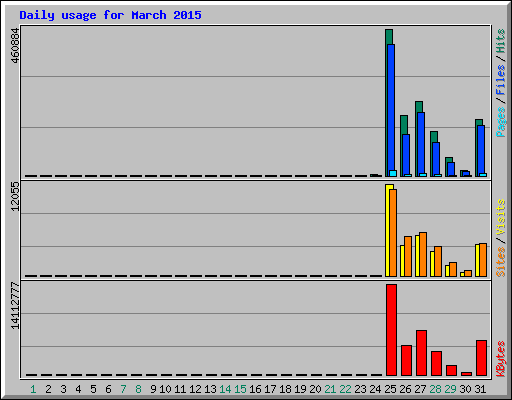 Daily usage for March 2015
460884
Pages/Files/Hits
12055
Sites/Visits
14112777
KBytes
1 2 3 4 5 6 7 8 9 10 11 12 13 14 15 16 17 18 19 20 21 22 23 24 25 26 27 28 29 30 31